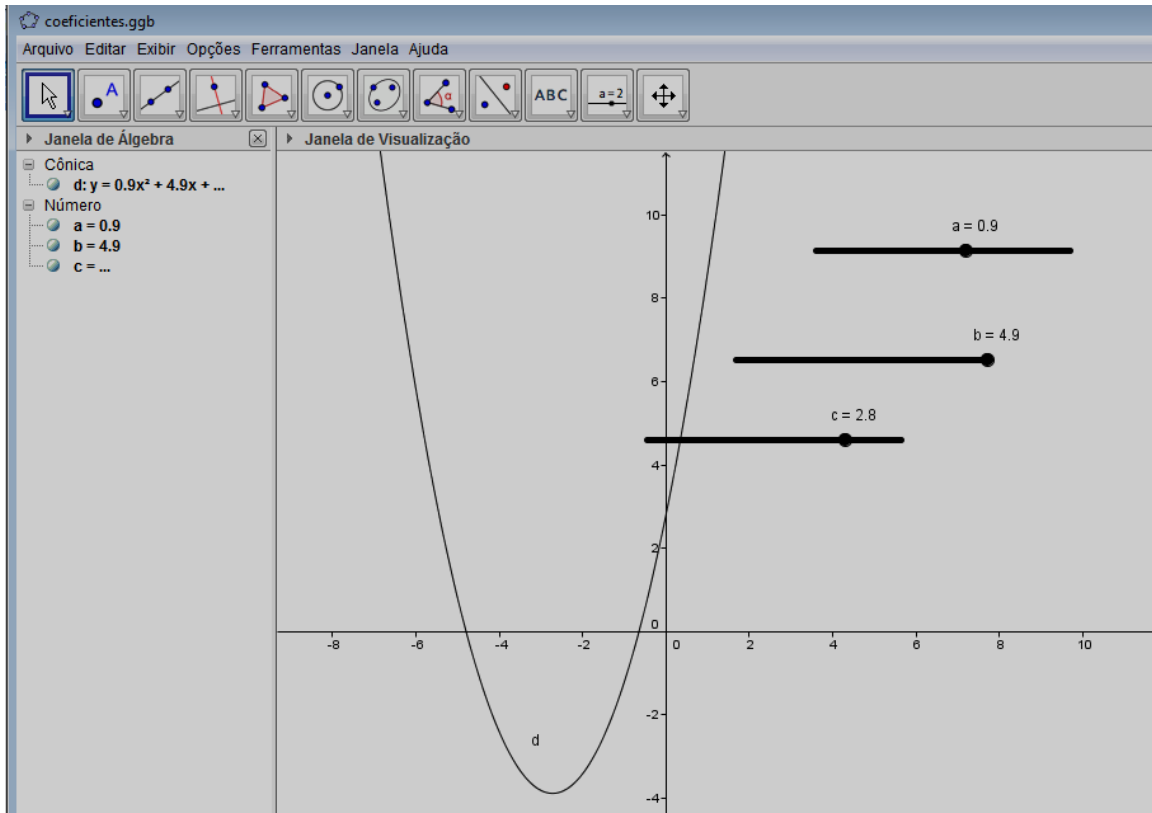 coeficientes.ggb
Arquivo Editar Exibir Opções Ferramentas Janela Ajuda
A
α
ABC
a=2
Janela de Álgebra
Janela de Visualização
Cônica
d: y = 0.9x² + 4.9x + ...
Número
a = 0.9
b = 4.9
c = ...
10
a = 0.9
8
b = 4.9
6
c = 2.8
4
2
0
-8 -6 -4 -2 0 2 4 6 8 10
-2
d
-4